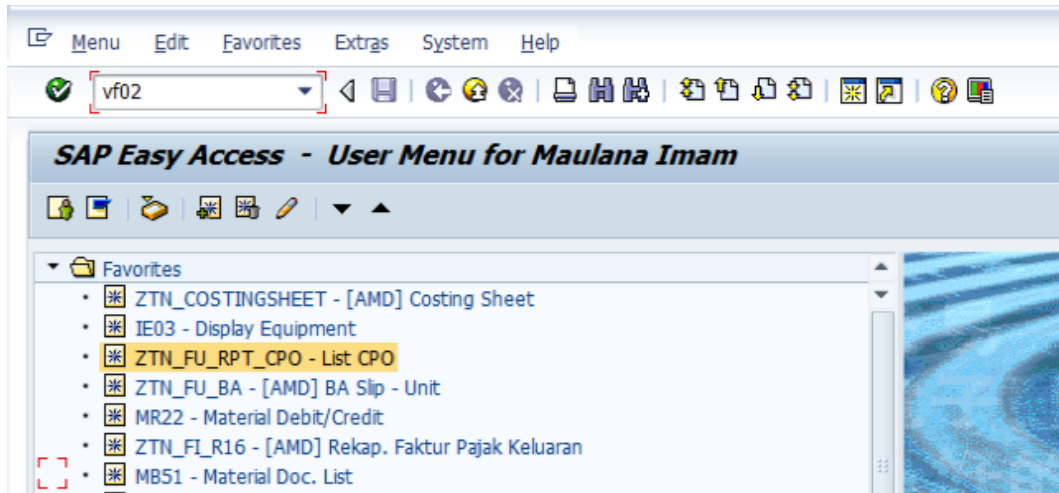 Menu Edit Favorites Extras System Help
vf02
SAP Easy Access - User Menu for Maulana Imam
Favorites
ZTN_COSTINGSHEET - [AMD] Costing Sheet
IE03 - Display Equipment
ZTN_FU_RPT_CPO - List CPO
ZTN_FU_BA - [AMD] BA Slip - Unit
MR22 - Material Debit/Credit
ZTN_FI_R16 - [AMD] Rekap. Faktur Pajak Keluaran
MB51 - Material Doc. List